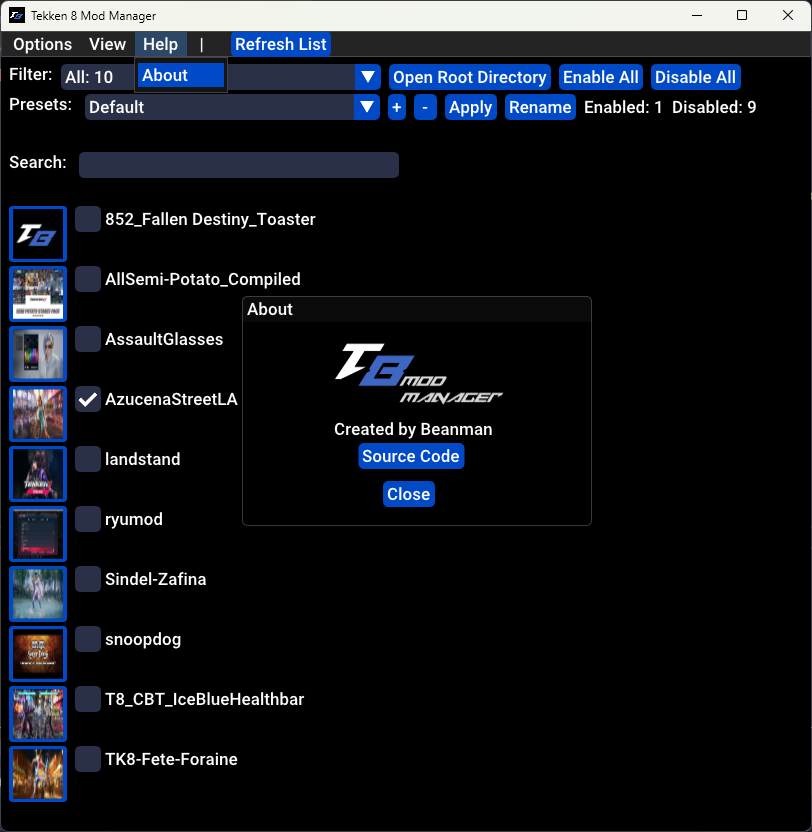 Tekken 8 Mod Manager
Options View Help | Refresh List
Filter: All: 10 About Open Root Directory Enable All Disable All
Presets: Default + - Apply Rename Enabled: 1 Disabled: 9
Search:
852_Fallen Destiny_Toaster
AllSemi-Potato_Compiled
AssaultGlasses
AzucenaStreetLA
landstand
ryumod
Sindel-Zafina
snoopdog
T8_CBT_IceBlueHealthbar
TK8-Fete-Foraine
About
T8 MOD
MANAGER
Created by Beanman
Source Code
Close